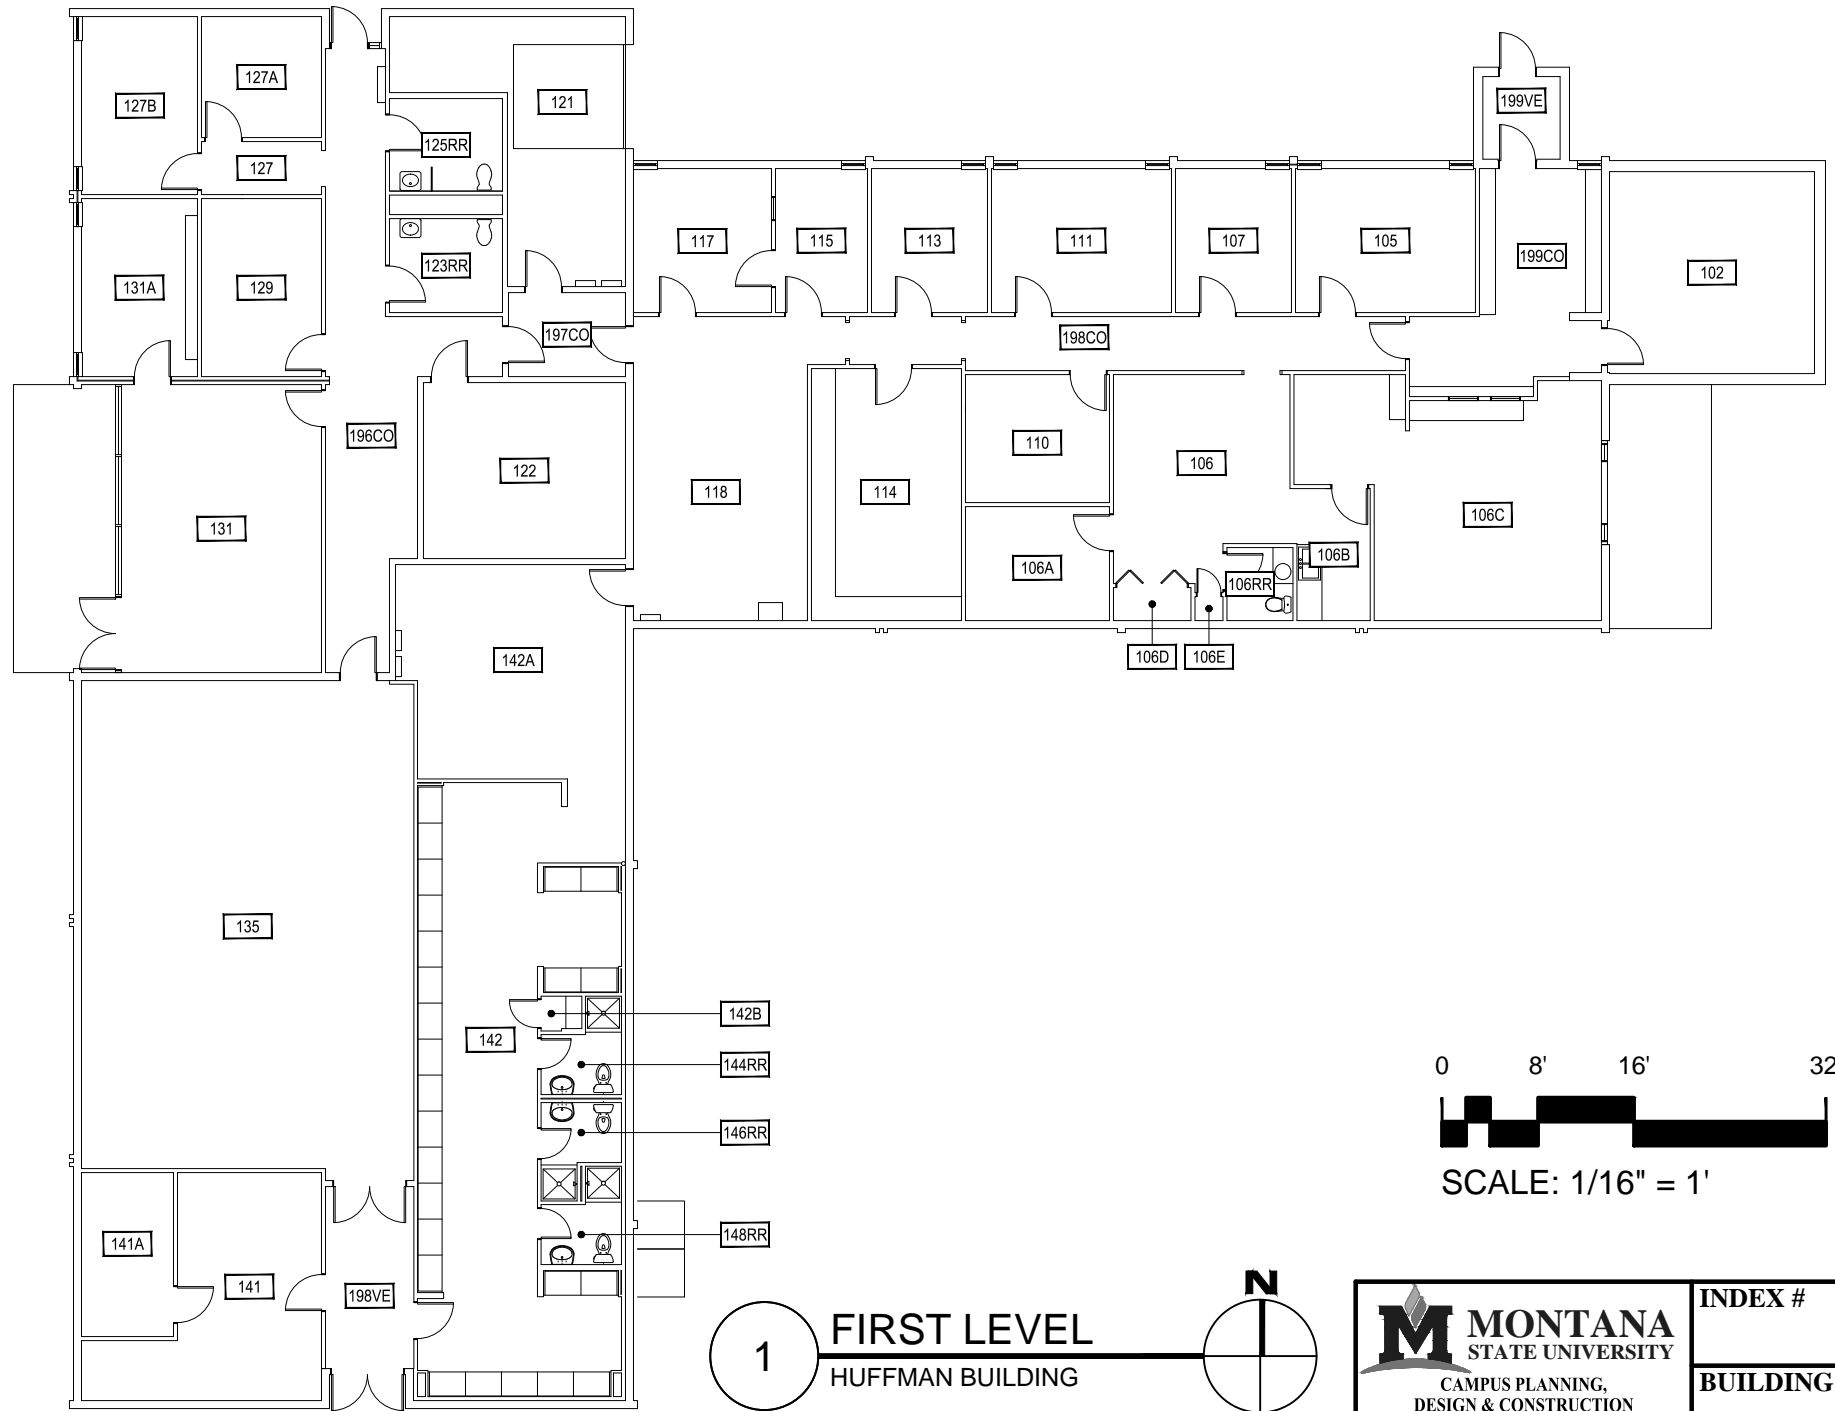 127A
127B
121
199VE
125RR
127
117
115
113
111
107
105
199CO
123RR
131A
129
102
197CO
198CO
196CO
110
122
106
118
114
106C
131
106B
106A
106RR
142A
106D
106E
135
142B
142
144RR
146RR
148RR
141A
141
198VE
0 8' 16' 32
SCALE: 1/16" = 1'
N
1
FIRST LEVEL
HUFFMAN BUILDING
M MONTANA
STATE UNIVERSITY
CAMPUS PLANNING,
DESIGN & CONSTRUCTION
INDEX #
BUILDING